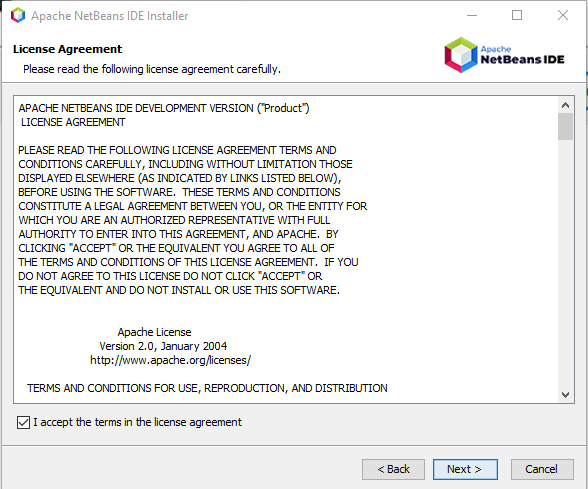 Apache NetBeans IDE Installer
License Agreement
Please read the following license agreement carefully.
Apache
NetBeans IDE
APACHE NETBEANS IDE DEVELOPMENT VERSION ("Product")
LICENSE AGREEMENT
PLEASE READ THE FOLLOWING LICENSE AGREEMENT TERMS AND
CONDITIONS CAREFULLY, INCLUDING WITHOUT LIMITATION THOSE
DISPLAYED ELSEWHERE (AS INDICATED BY LINKS LISTED BELOW),
BEFORE USING THE SOFTWARE.  THESE TERMS AND CONDITIONS
CONSTITUTE A LEGAL AGREEMENT BETWEEN YOU, OR THE ENTITY FOR
WHICH YOU ARE AN AUTHORIZED REPRESENTATIVE WITH FULL
AUTHORITY TO ENTER INTO THIS AGREEMENT, AND APACHE.  BY
CLICKING "ACCEPT" OR THE EQUIVALENT YOU AGREE TO ALL OF
THE TERMS AND CONDITIONS OF THIS LICENSE AGREEMENT.  IF YOU
DO NOT AGREE TO THIS LICENSE DO NOT CLICK "ACCEPT" OR
THE EQUIVALENT AND DO NOT INSTALL OR USE THIS SOFTWARE.
Apache License
Version 2.0, January 2004
http://www.apache.org/licenses/
TERMS AND CONDITIONS FOR USE, REPRODUCTION, AND DISTRIBUTION
I accept the terms in the license agreement
< Back
Next >
Cancel